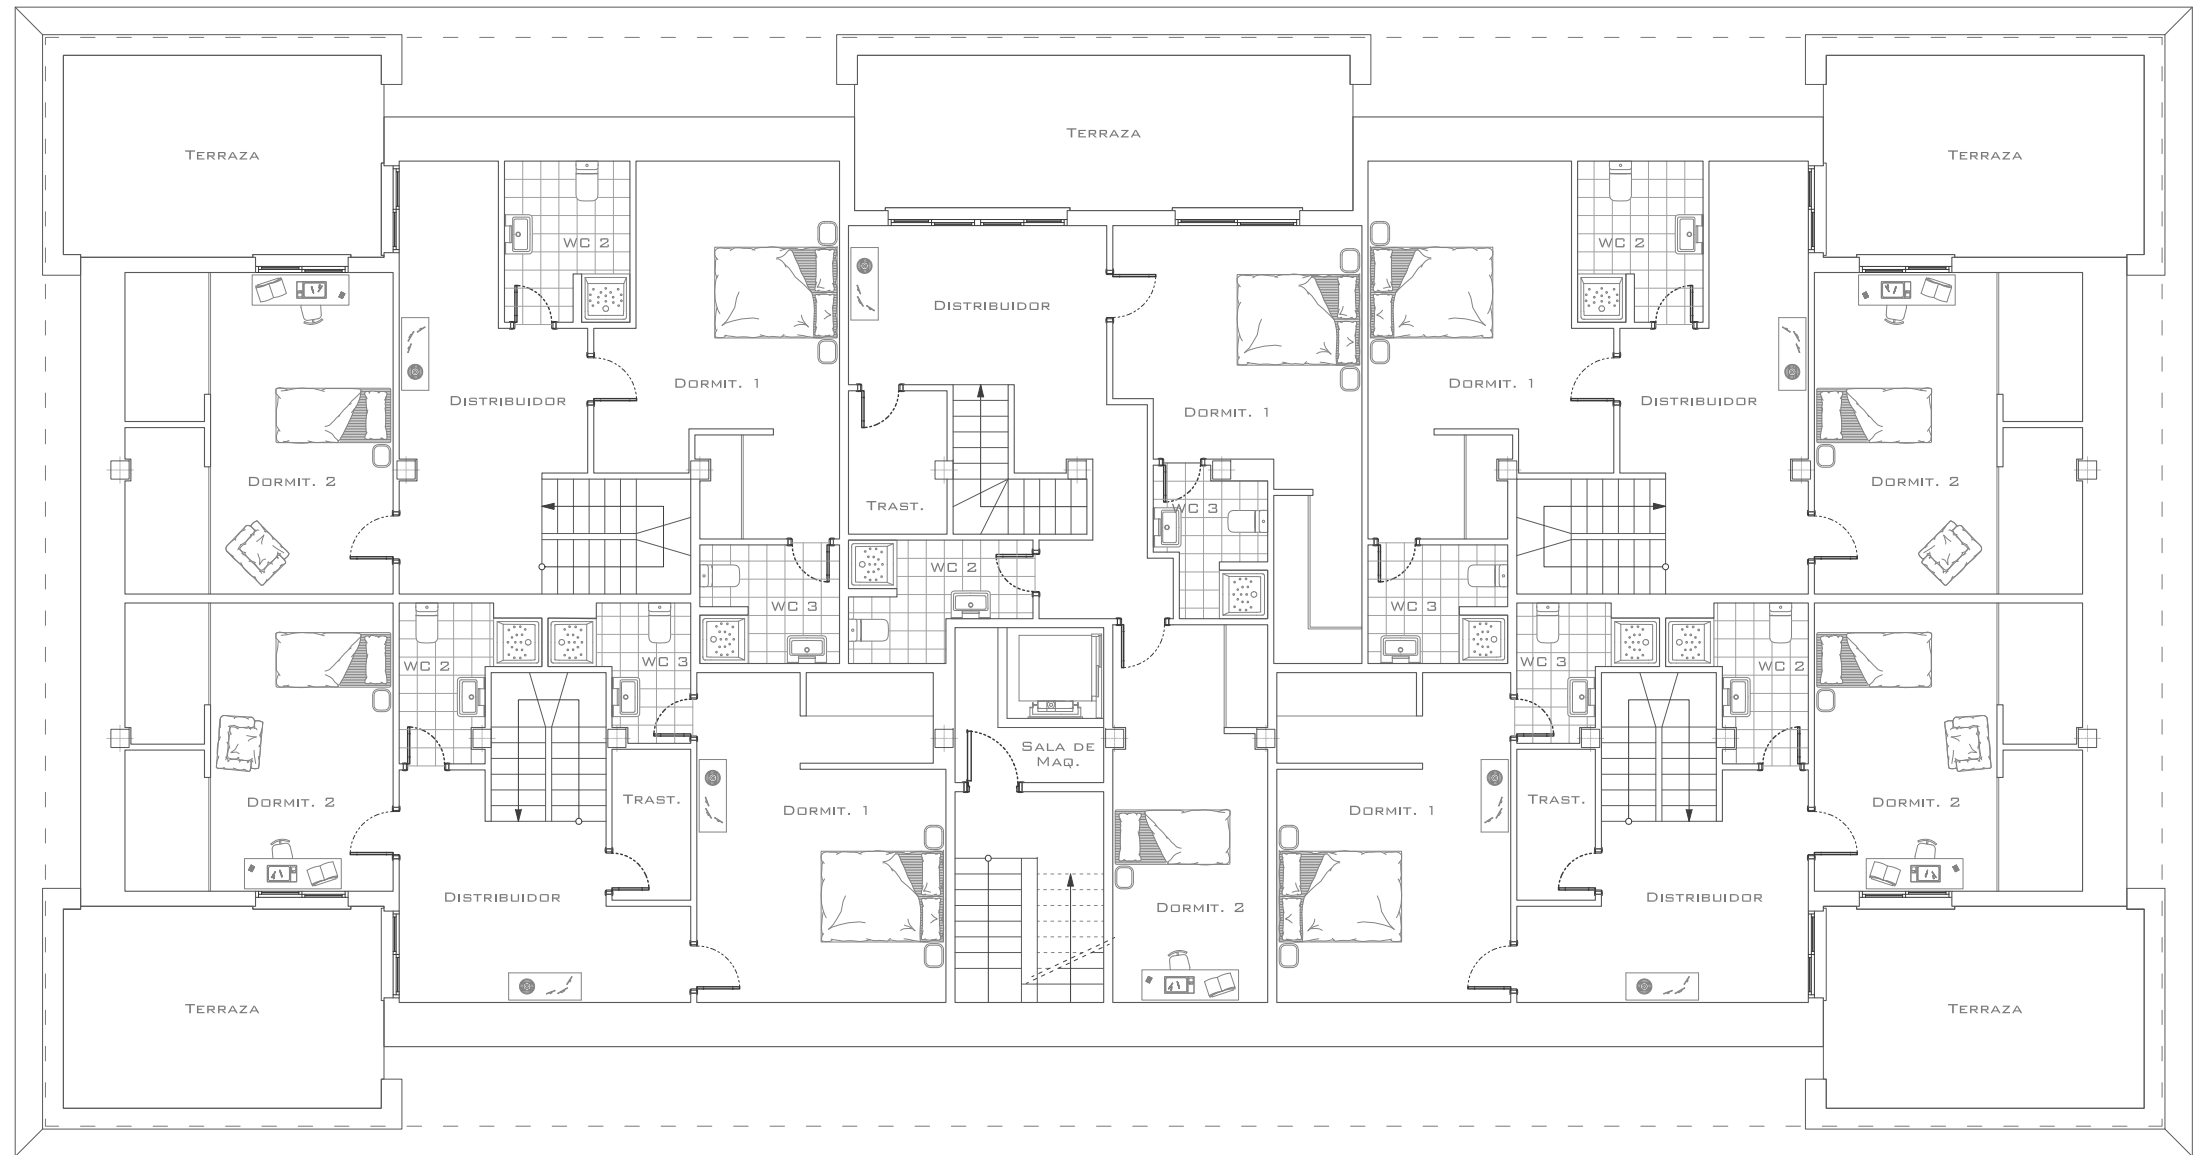 Terraza
Terraza
Terraza
WC 2
WC 2
Distribuidor
Dormit. 1
Dormit. 1
Dormit. 1
Distribuidor
Distribuidor
Dormit. 2
Trast.
WC 3
Dormit. 2
WC 2
WC 3
WC 3
WC 2
WC 3
WC 3
WC 2
Sala de
Maq.
Dormit. 2
Trast.
Dormit. 1
Dormit. 1
Trast.
Dormit. 2
Distribuidor
Dormit. 2
Distribuidor
Terraza
Terraza